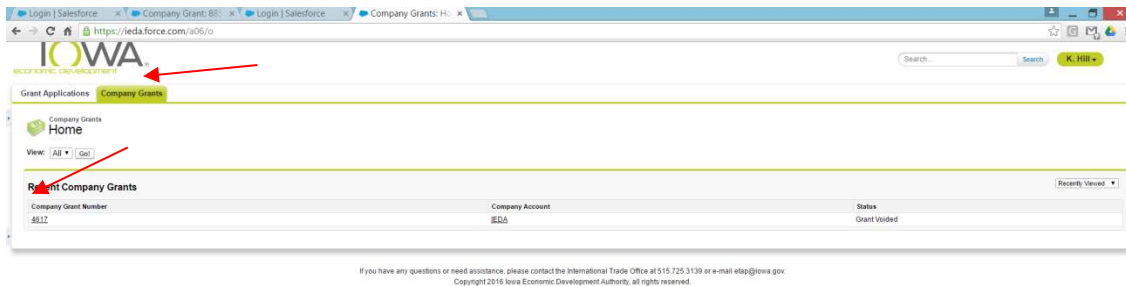 Login | Salesforce
Company Grant: 88
Login | Salesforce
Company Grants: Ho
https://ieda.force.com/a06/o
IOWA
economic development
Search...
Search
K. Hill
Grant Applications
Company Grants
Company Grants
Home
View:
All
Go!
Recent Company Grants
Recently Viewed
Company Grant Number
Company Account
Status
4617
IEDA
Grant Voided
If you have any questions or need assistance, please contact the International Trade Office at 515.725.3139 or e-mail etap@iowa.gov.
Copyright 2016 Iowa Economic Development Authority, all rights reserved.